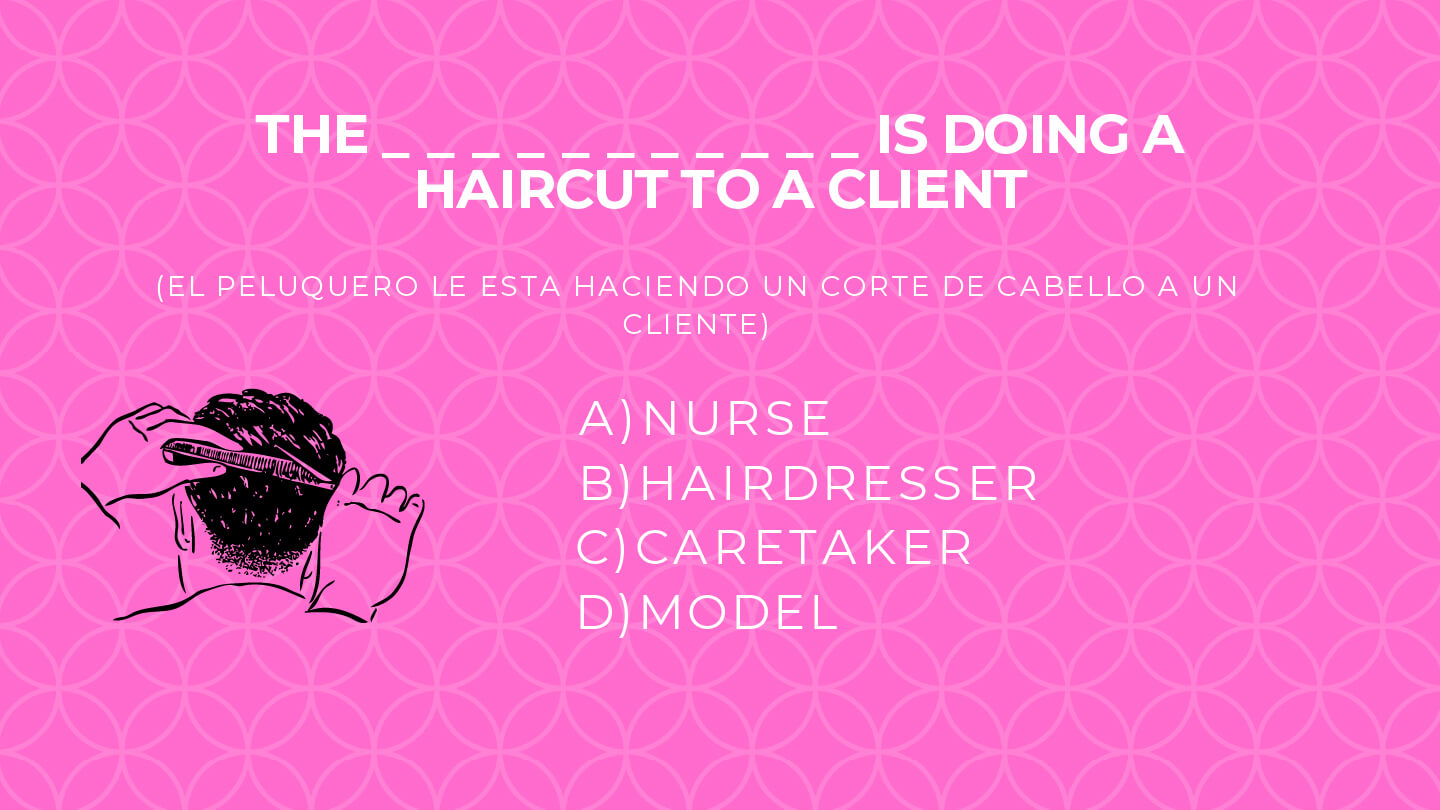 THE _ _ _ _ _ _ _ _ _ _ _ IS DOING A
HAIRCUT TO A CLIENT
(EL PELUQUERO LE ESTA HACIENDO UN CORTE DE CABELLO A UN
CLIENTE)
A)NURSE
B)HAIRDRESSER
C)CARETAKER
D)MODEL